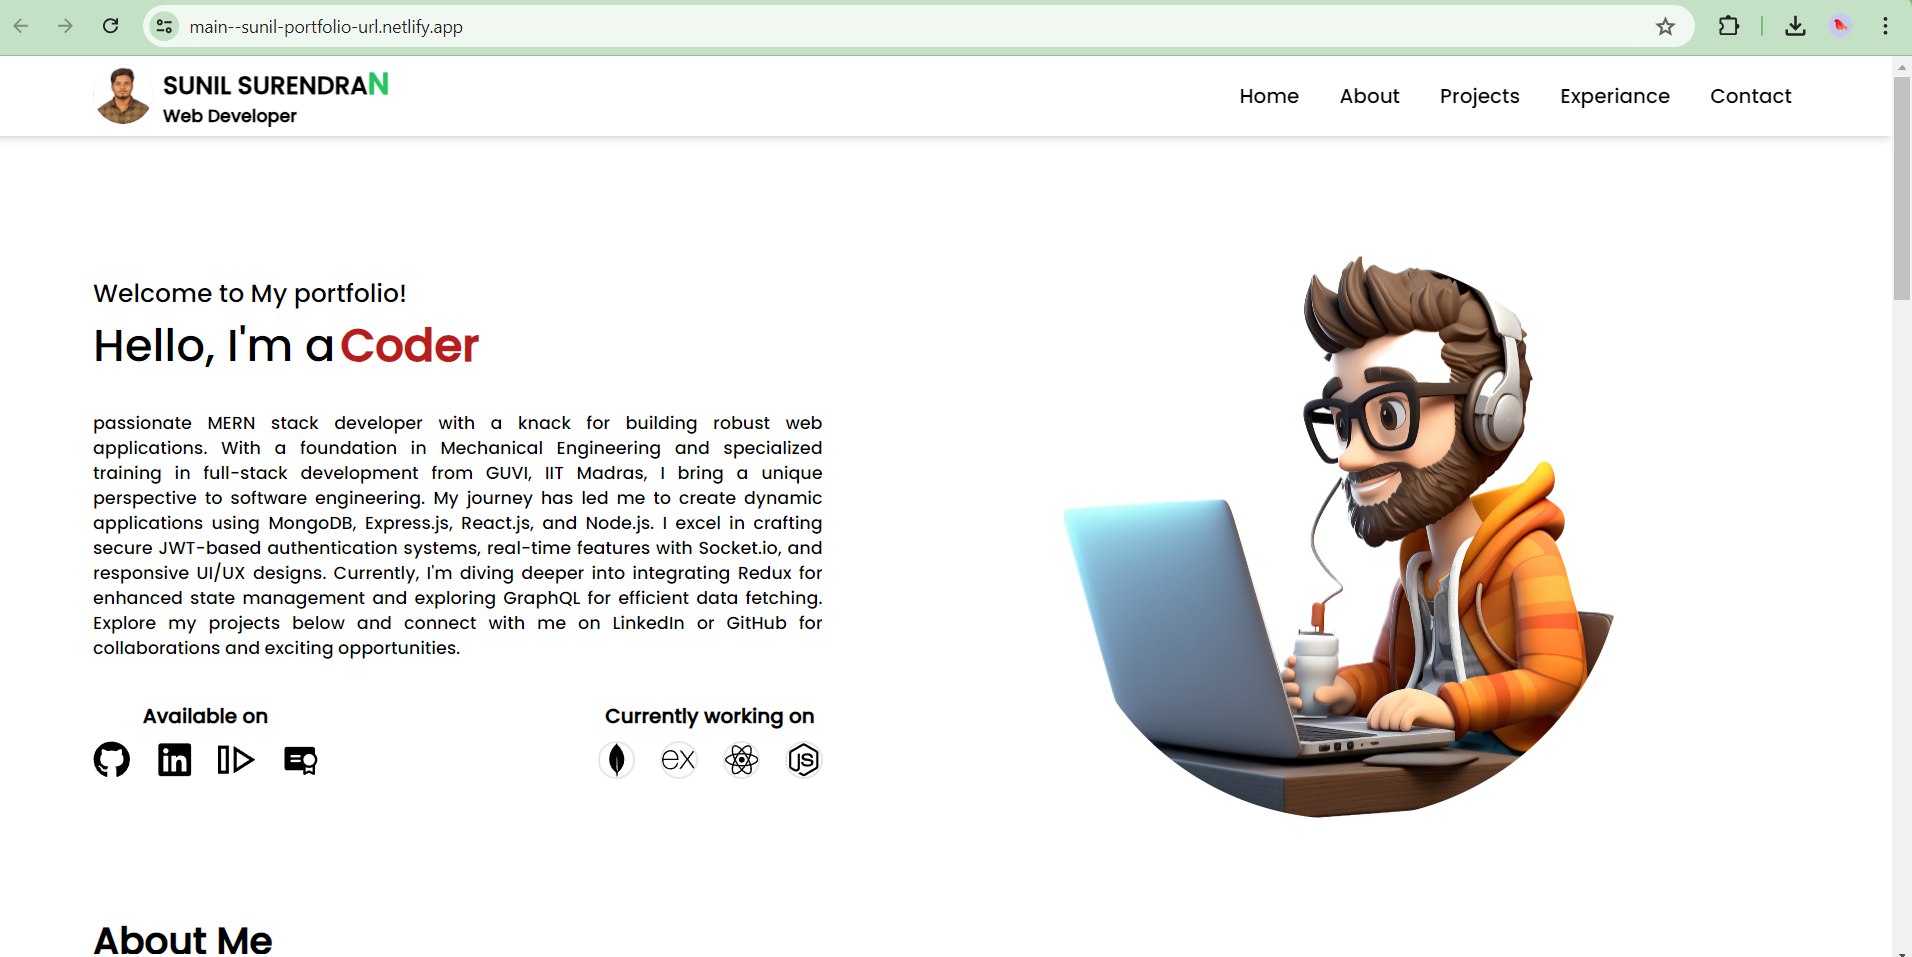 main--sunil-portfolio-url.netlify.app
SUNIL SURENDRAN
Web Developer
Home About Projects Experiance Contact
Welcome to My portfolio!
Hello, I'm a Coder
passionate MERN stack developer with a knack for building robust web
applications. With a foundation in Mechanical Engineering and specialized
training in full-stack development from GUVI, IIT Madras, I bring a unique
perspective to software engineering. My journey has led me to create dynamic
applications using MongoDB, Express.js, React.js, and Node.js. I excel in crafting
secure JWT-based authentication systems, real-time features with Socket.io, and
responsive UI/UX designs. Currently, I'm diving deeper into integrating Redux for
enhanced state management and exploring GraphQL for efficient data fetching.
Explore my projects below and connect with me on LinkedIn or GitHub for
collaborations and exciting opportunities.
Available on
in
Currently working on
ex
JS
About Me